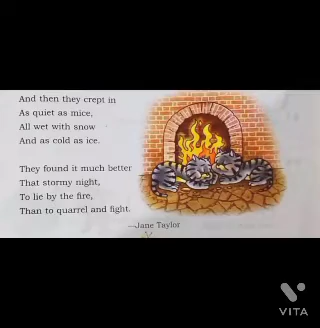 And then they crept in
As quiet as mice,
All wet with snow
And as cold as ice.
They found it much better
That stormy night,
To lie by the fire,
Than to quarrel and fight.
—Jane Taylor
VITA